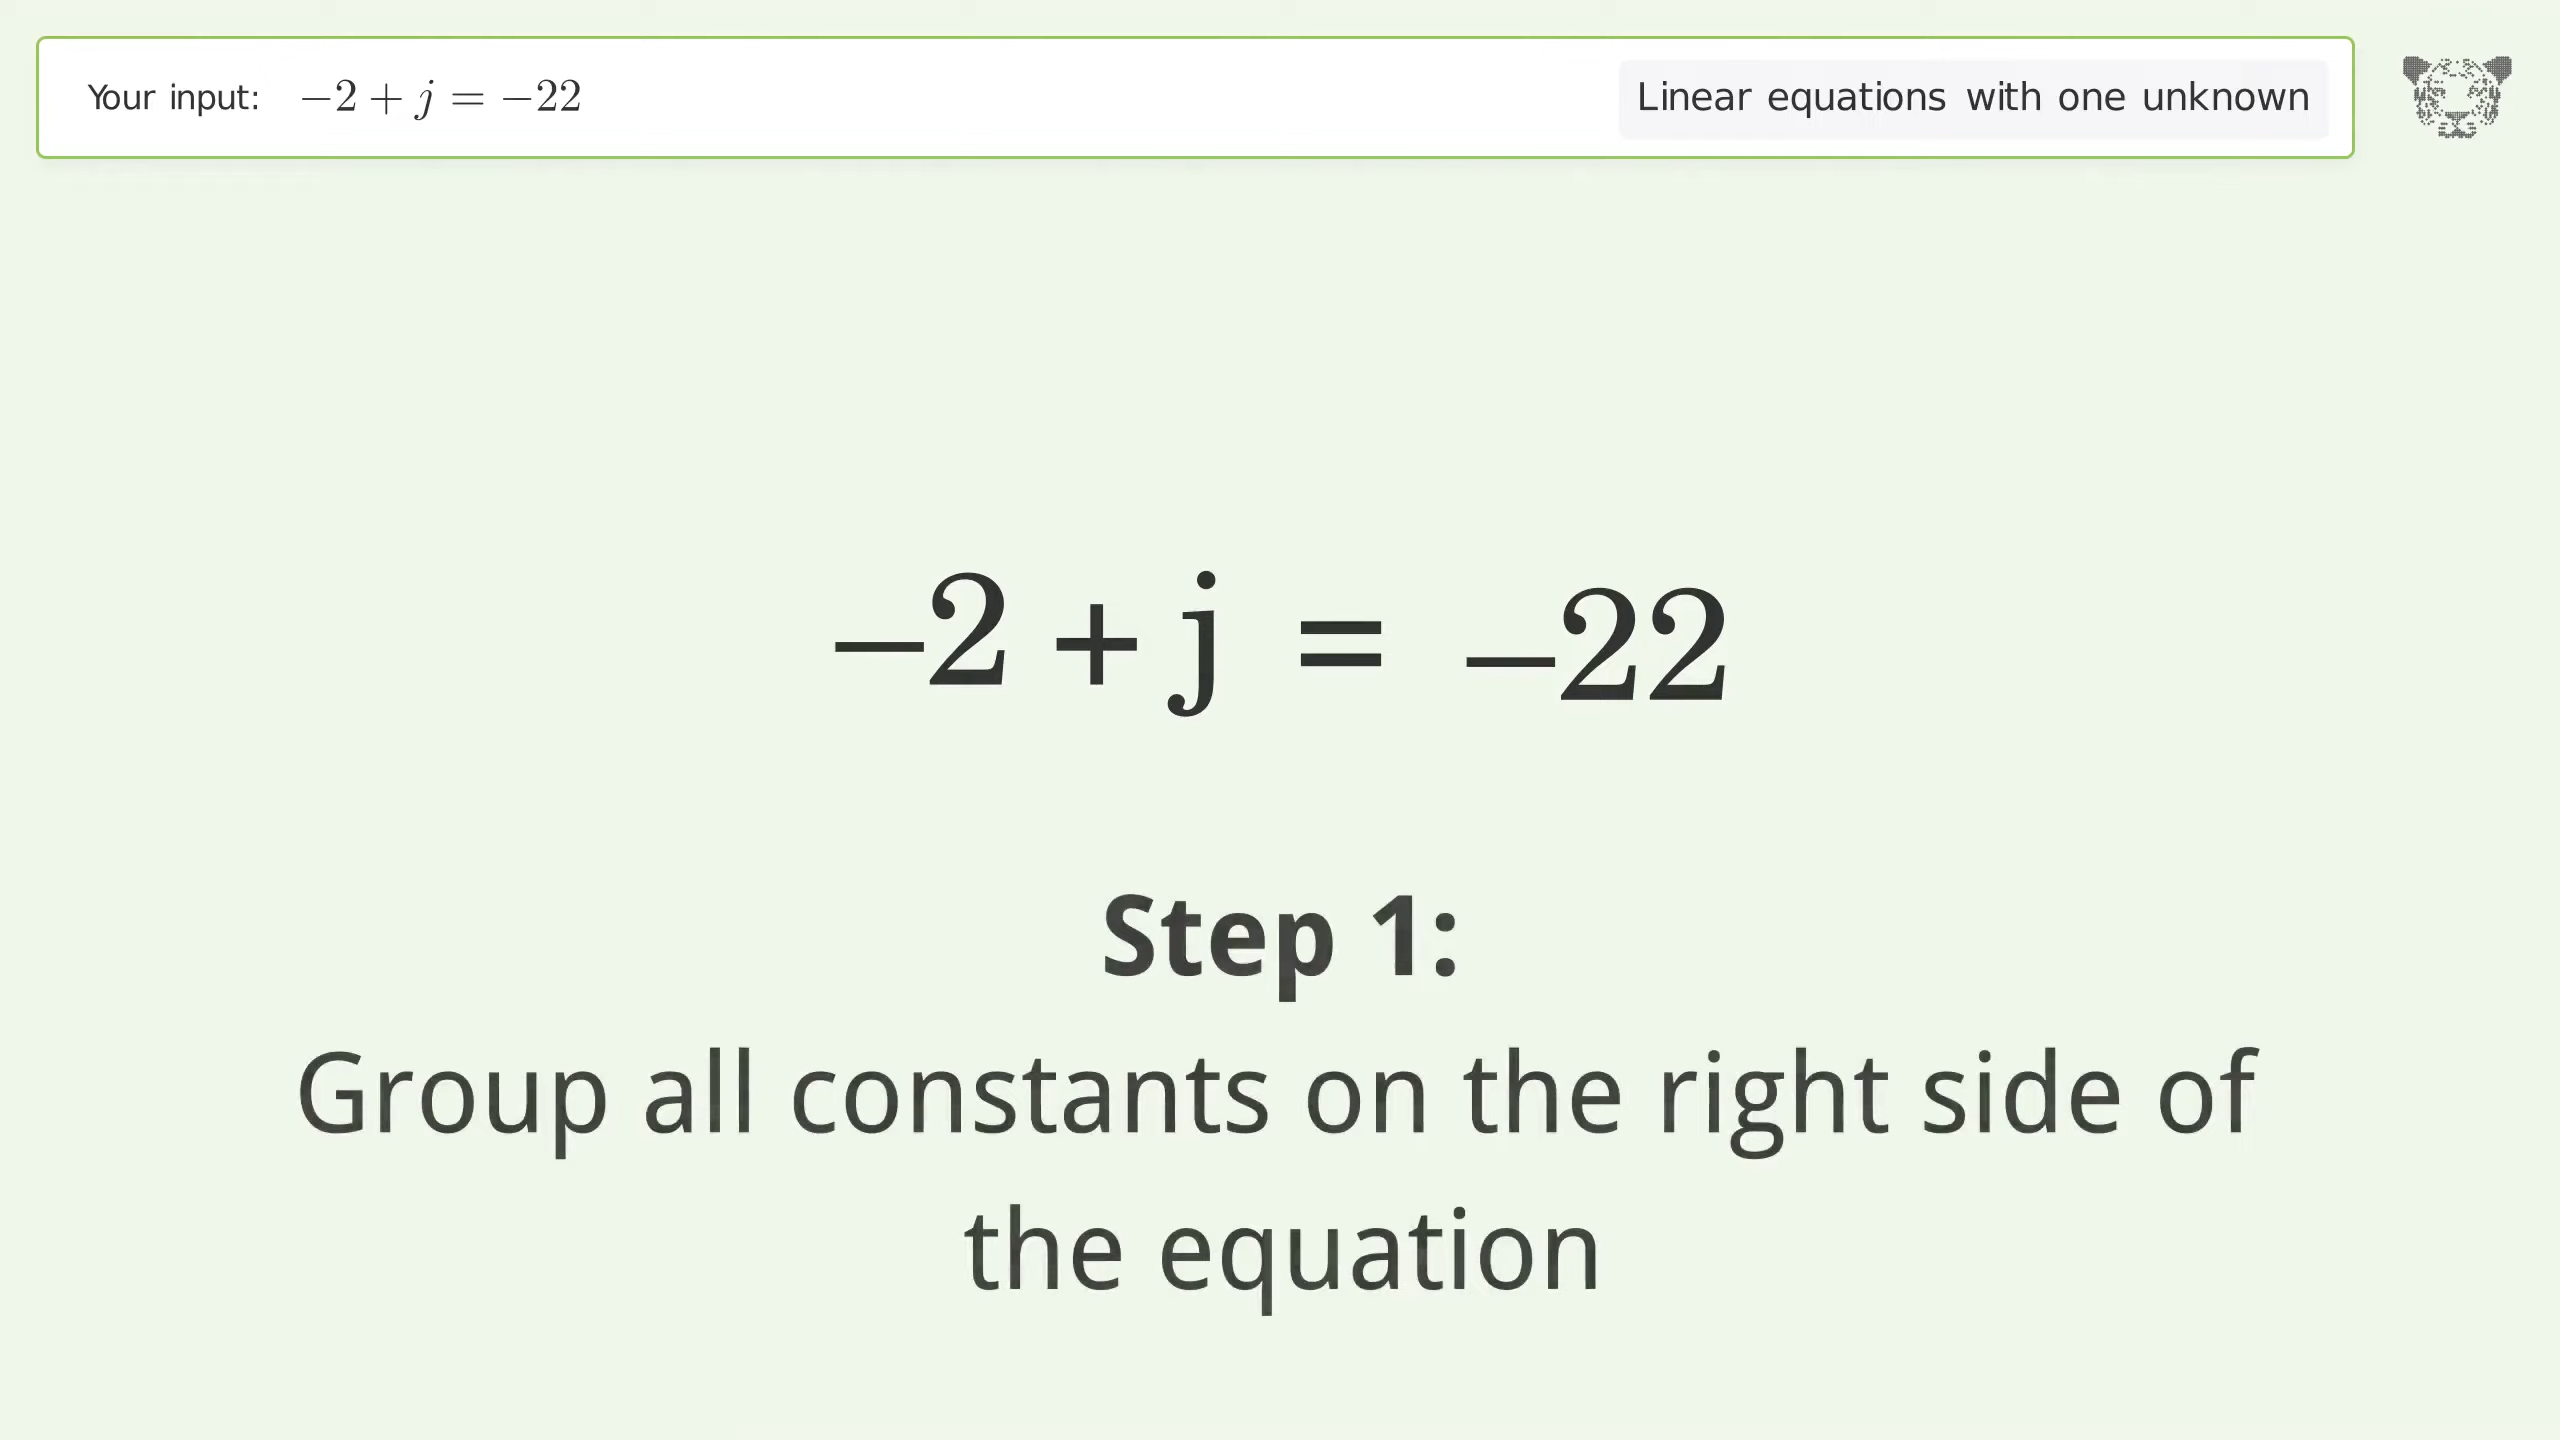 Your input: −2 + j = −22
Linear equations with one unknown
−2 + j = −22
Step 1:
Group all constants on the right side of
the equation